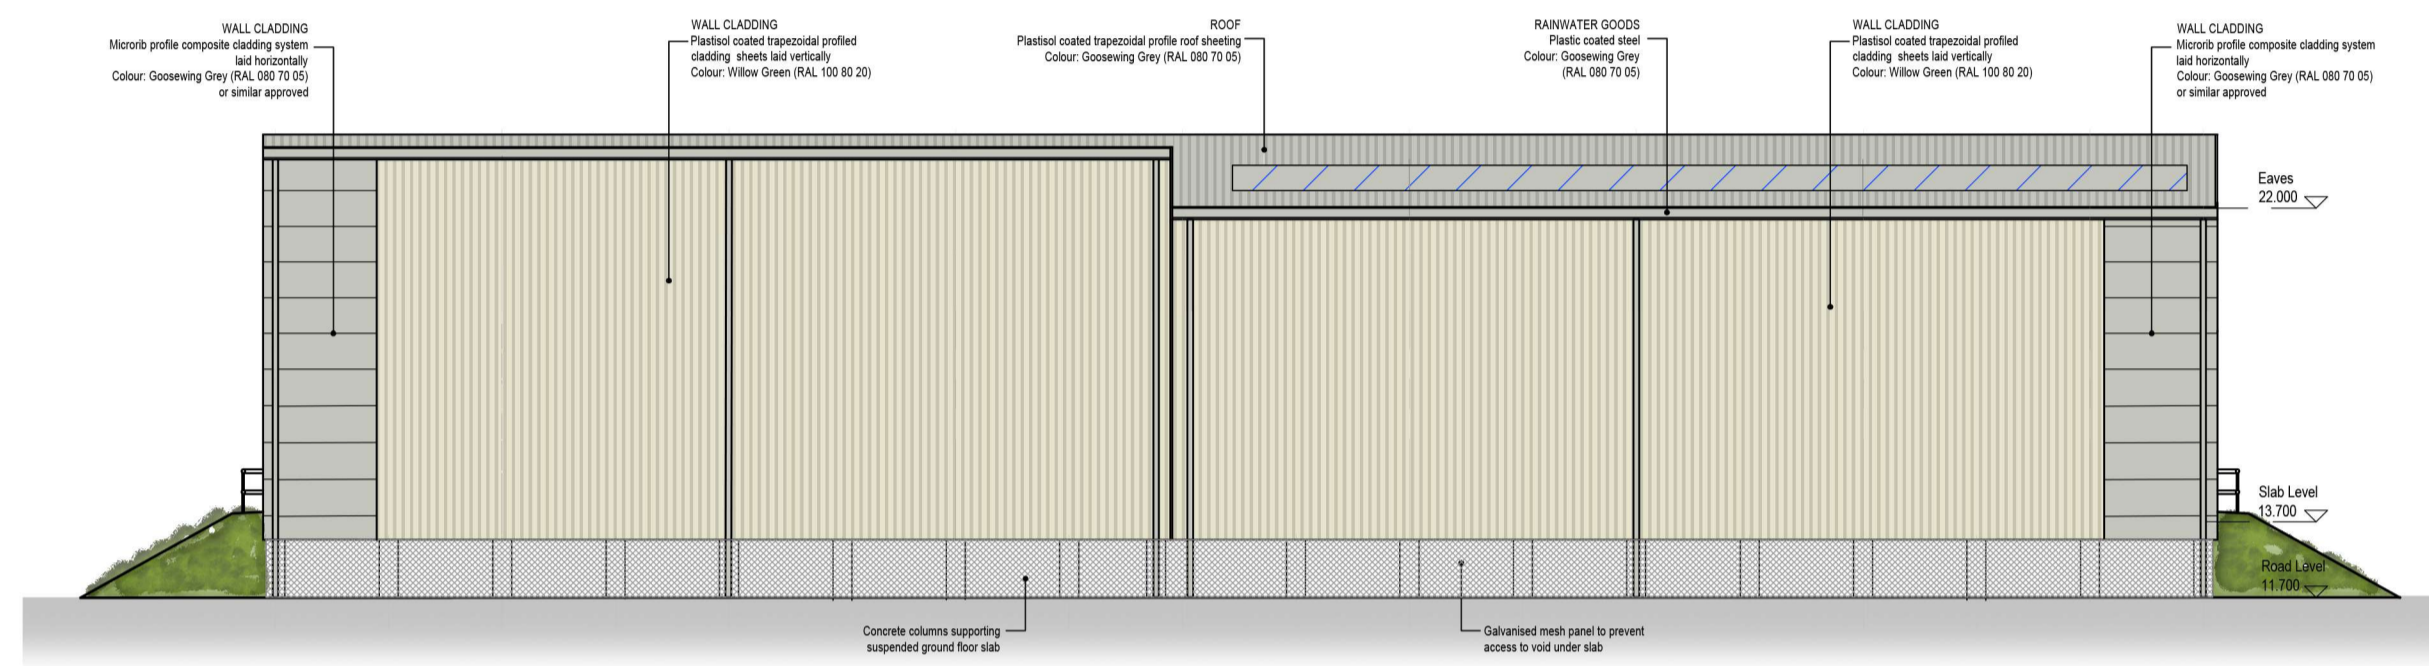 WALL CLADDING
Microrib profile composite cladding system
laid horizontally
Colour: Goosewing Grey (RAL 080 70 05)
or similar approved
WALL CLADDING
Plastisol coated trapezoidal profiled
cladding sheets laid vertically
Colour: Willow Green (RAL 100 80 20)
ROOF
Plastisol coated trapezoidal profile roof sheeting
Colour: Goosewing Grey (RAL 080 70 05)
RAINWATER GOODS
Plastic coated steel
Colour: Goosewing Grey
(RAL 080 70 05)
WALL CLADDING
Plastisol coated trapezoidal profiled
cladding sheets laid vertically
Colour: Willow Green (RAL 100 80 20)
WALL CLADDING
Microrib profile composite cladding system
laid horizontally
Colour: Goosewing Grey (RAL 080 70 05)
or similar approved
Eaves
22.000
Slab Level
13.700
Road Level
11.700
Concrete columns supporting
suspended ground floor slab
Galvanised mesh panel to prevent
access to void under slab